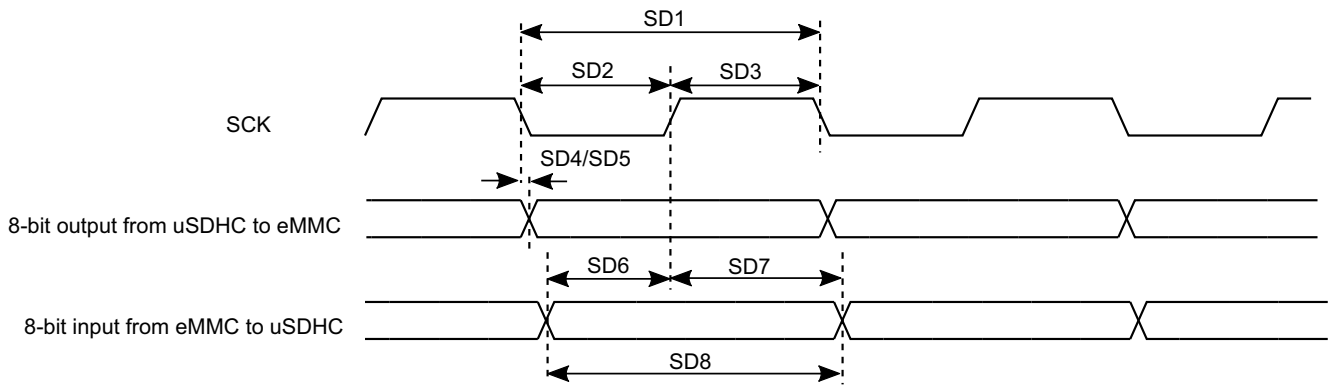 SD1
SD2
SD3
SCK
SD4/SD5
8-bit output from uSDHC to eMMC
SD6
SD7
8-bit input from eMMC to uSDHC
SD8